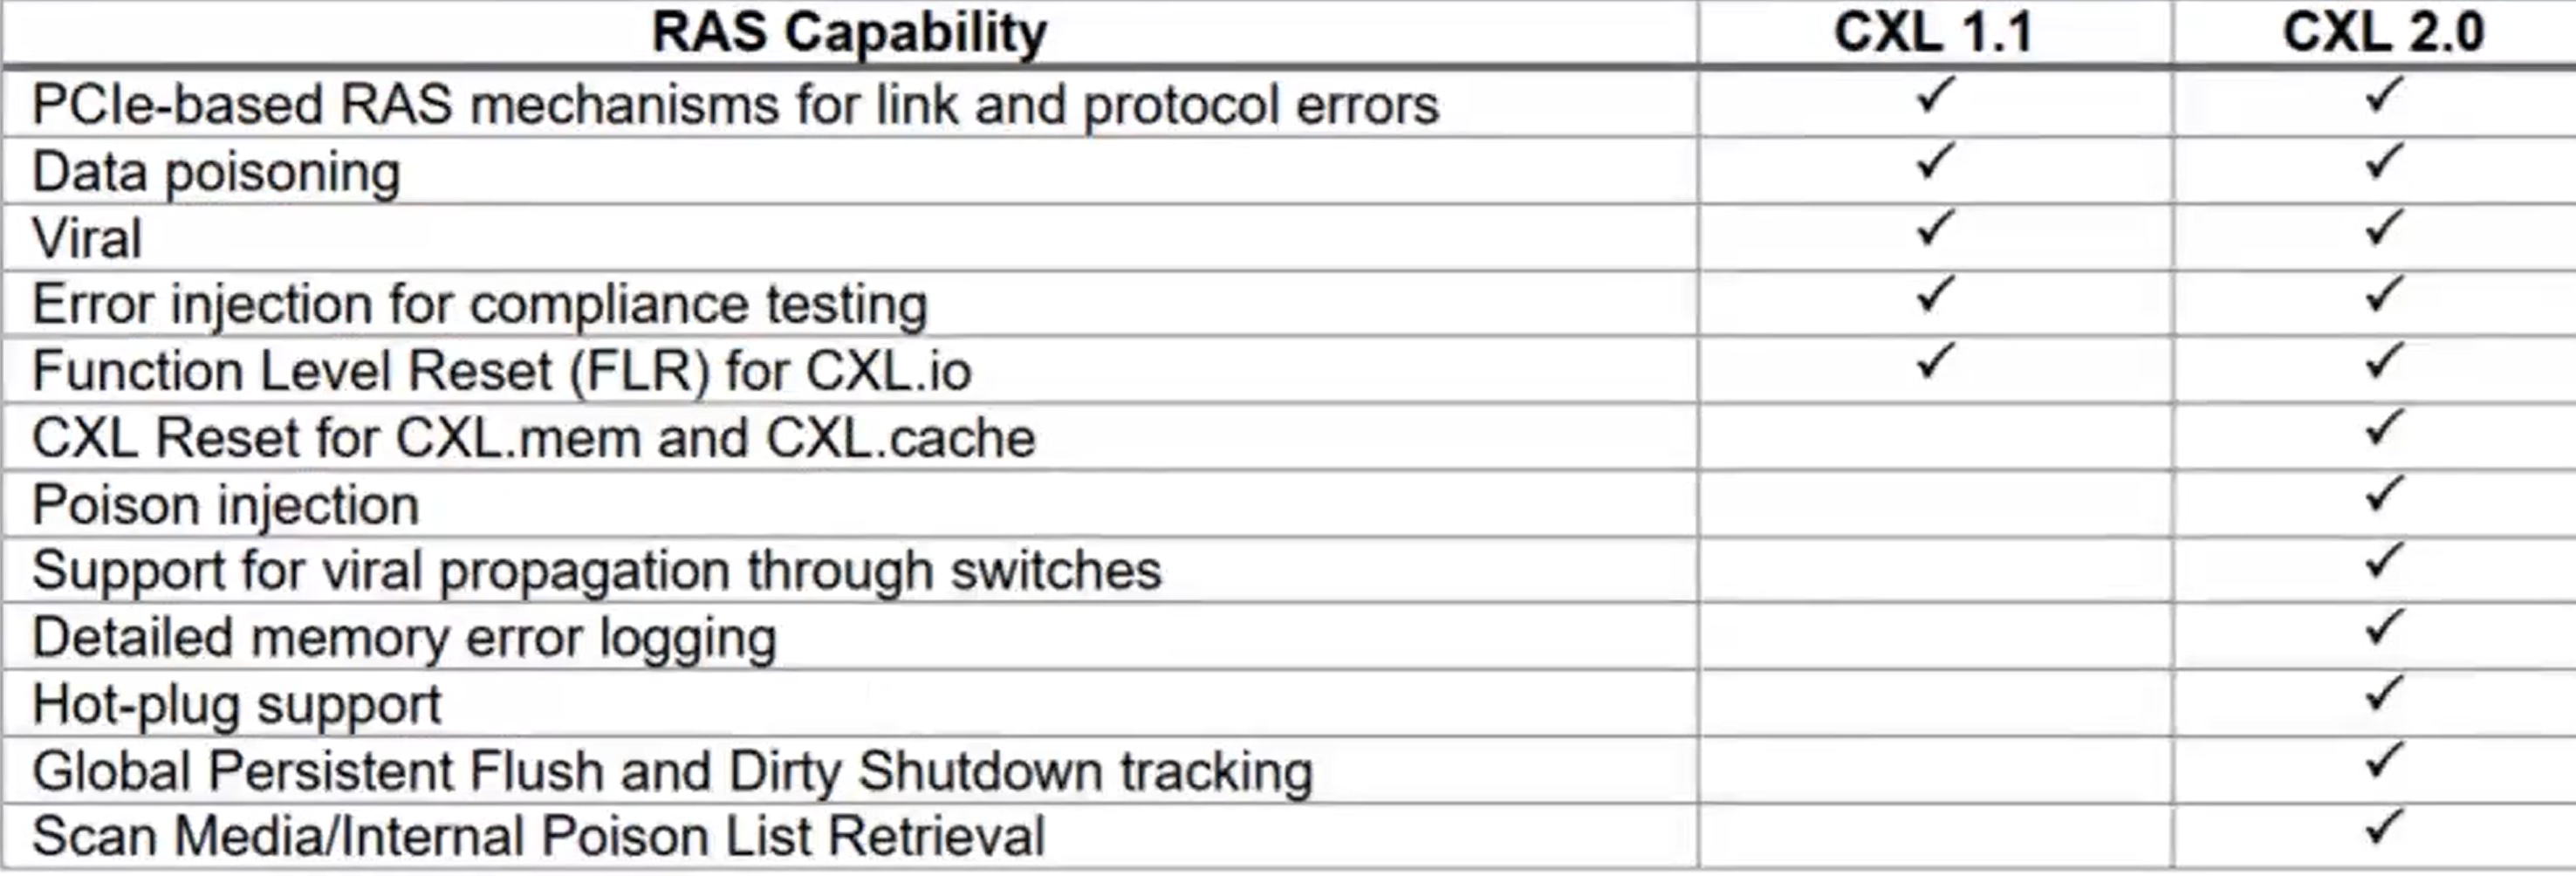 RAS Capability CXL 1.1 CXL 2.0
PCIe-based RAS mechanisms for link and protocol errors ✓ ✓
Data poisoning ✓ ✓
Viral ✓ ✓
Error injection for compliance testing ✓ ✓
Function Level Reset (FLR) for CXL.io ✓ ✓
CXL Reset for CXL.mem and CXL.cache ✓
Poison injection ✓
Support for viral propagation through switches ✓
Detailed memory error logging ✓
Hot-plug support ✓
Global Persistent Flush and Dirty Shutdown tracking ✓
Scan Media/Internal Poison List Retrieval ✓